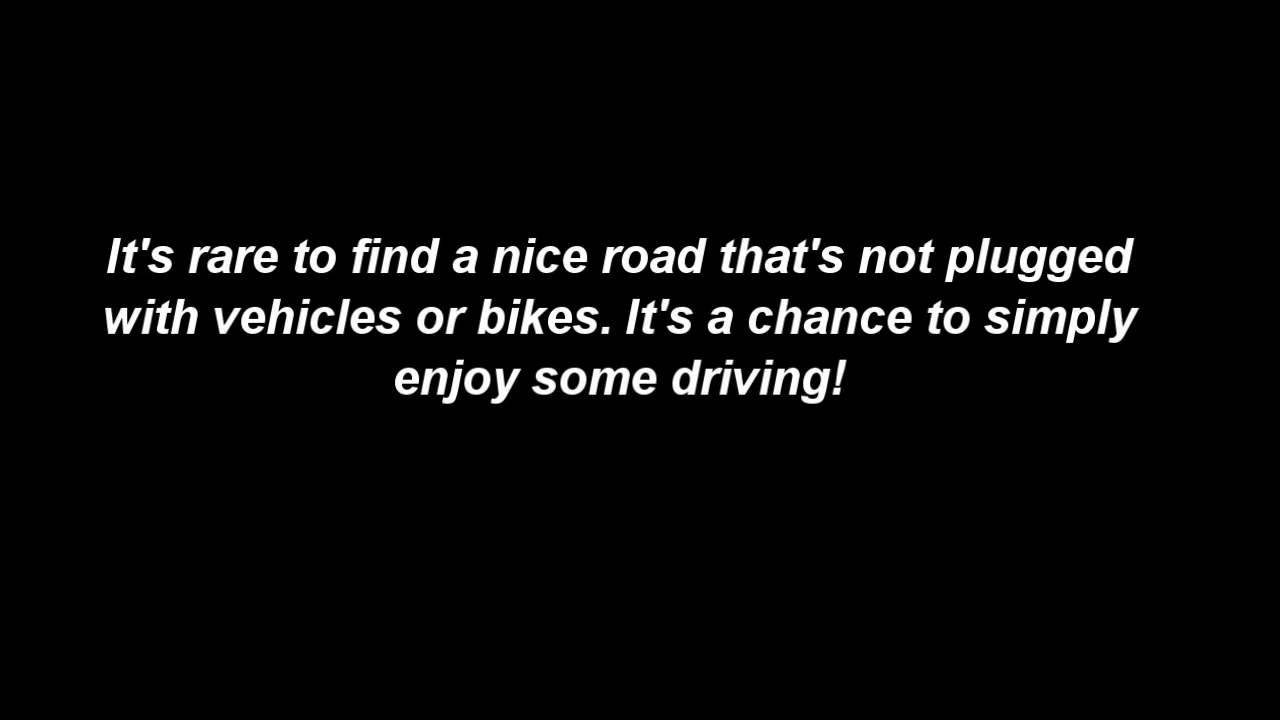 It's rare to find a nice road that's not plugged
with vehicles or bikes. It's a chance to simply
enjoy some driving!